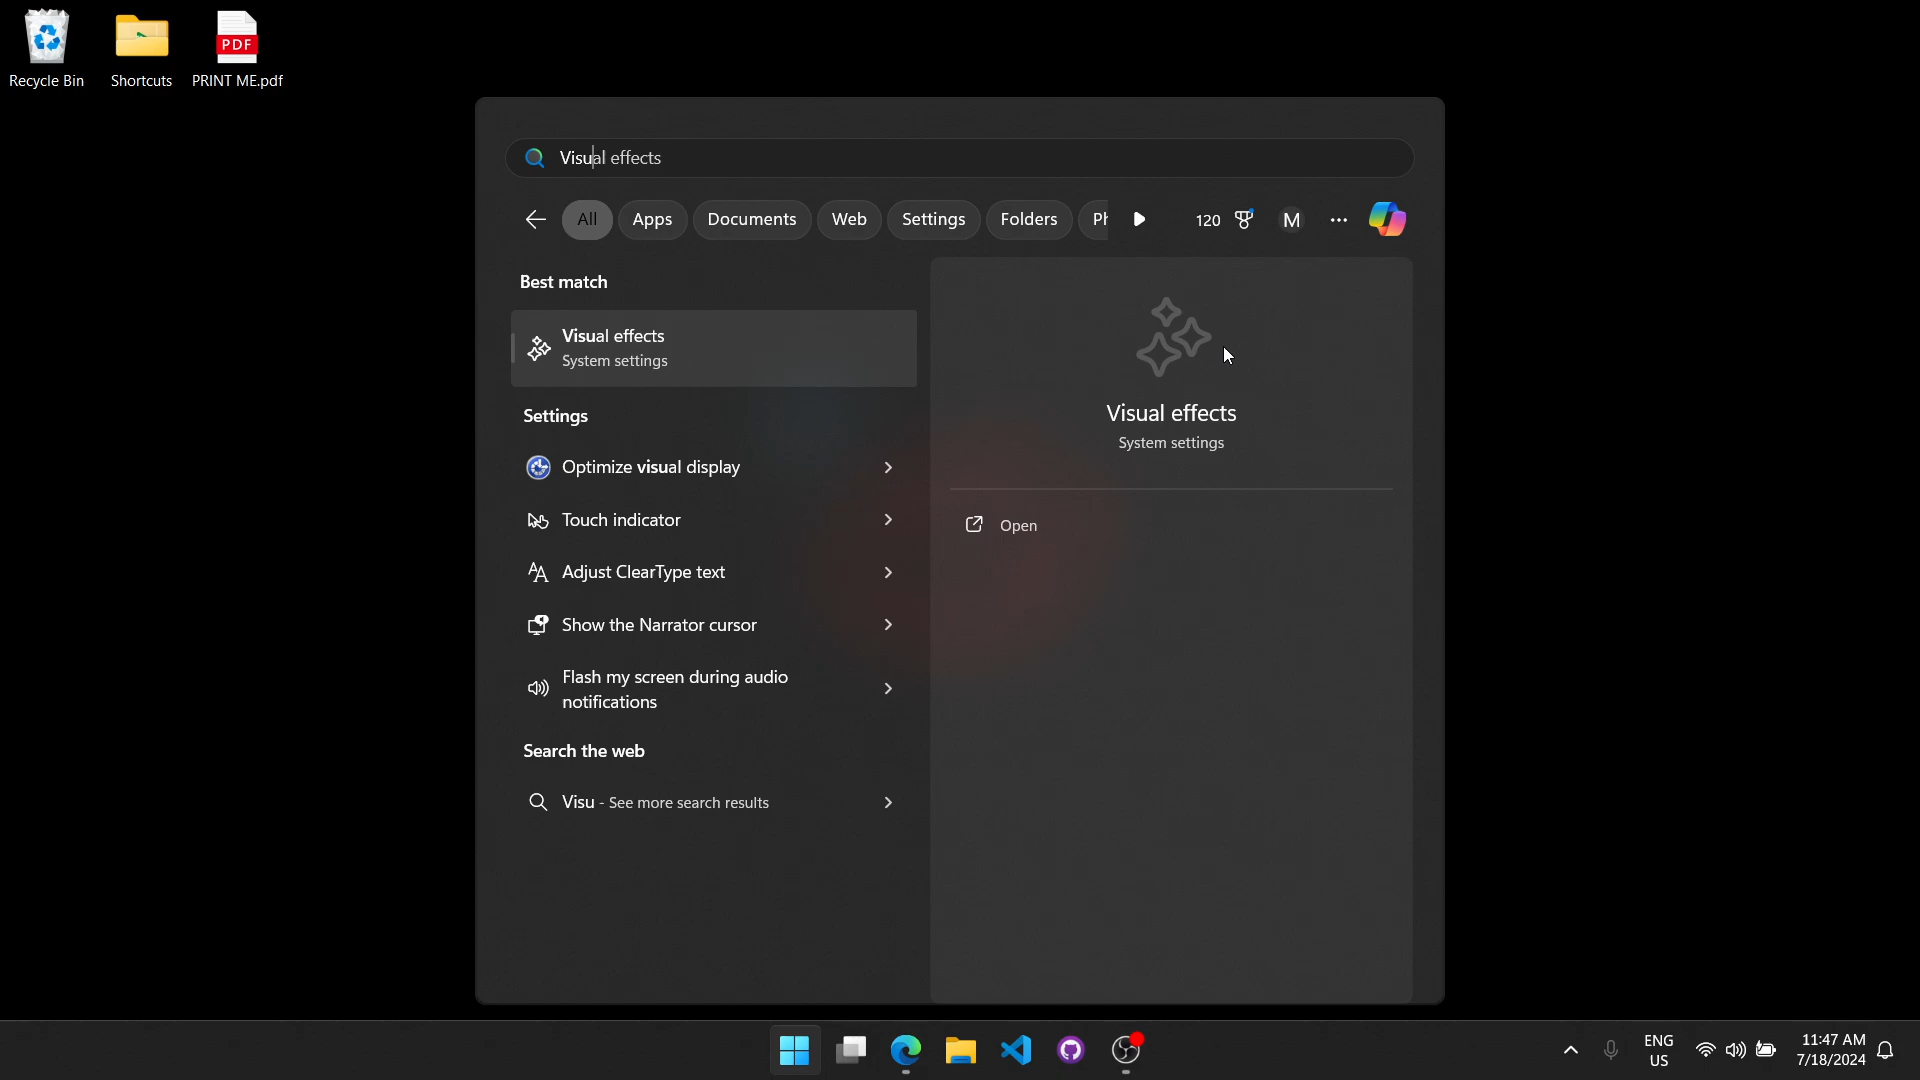 Recycle Bin
Shortcuts
PDF
PRINT ME.pdf
Visual effects
All
Apps
Documents
Web
Settings
Folders
Ph
120
M
...
Best match
Visual effects
System settings
Settings
Optimize visual display
Touch indicator
Adjust ClearType text
Show the Narrator cursor
Flash my screen during audio
notifications
Search the web
Visu - See more search results
Visual effects
System settings
Open
ENG
US
11:47 AM
7/18/2024